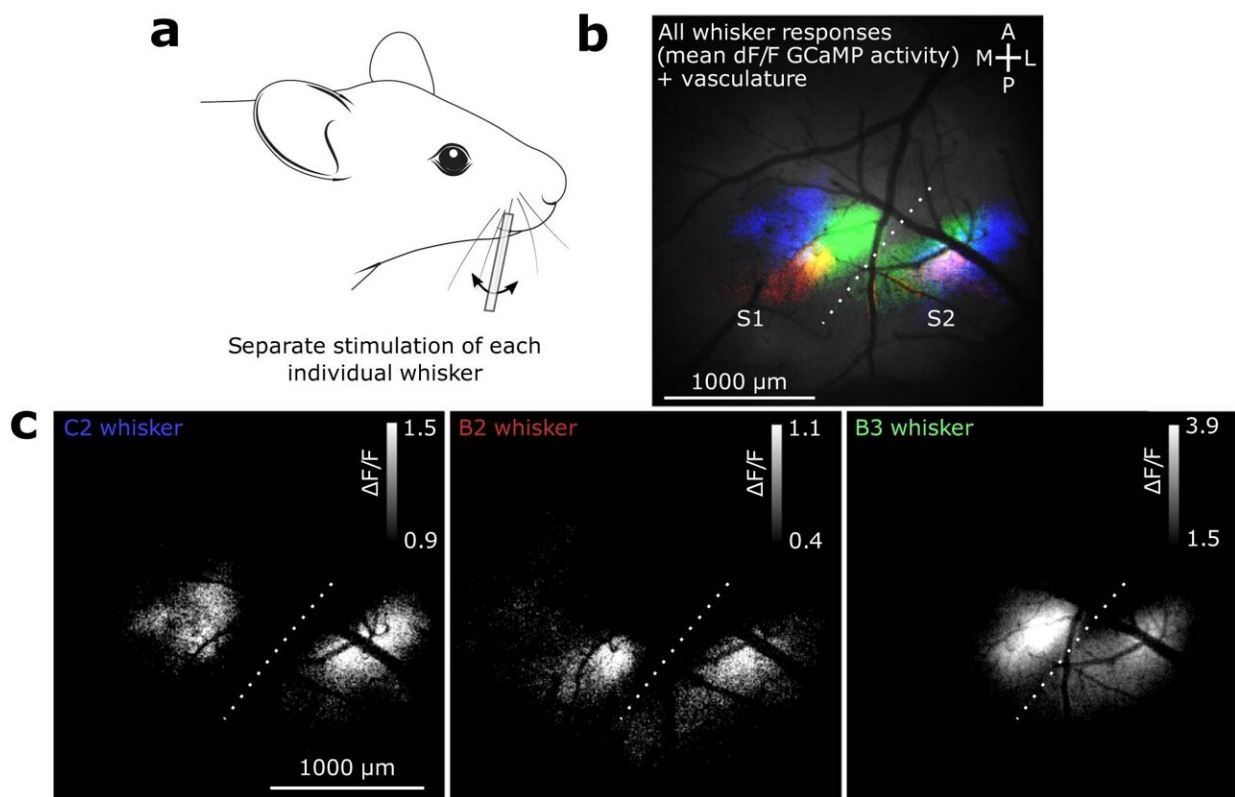 a
Separate stimulation of each
individual whisker
b
All whisker responses
(mean dF/F GCaMP activity)
+ vasculature
A
M L
P
S1
S2
1000 µm
c
C2 whisker
1.5
ΔF/F
0.9
1000 µm
B2 whisker
1.1
ΔF/F
0.4
B3 whisker
3.9
ΔF/F
1.5